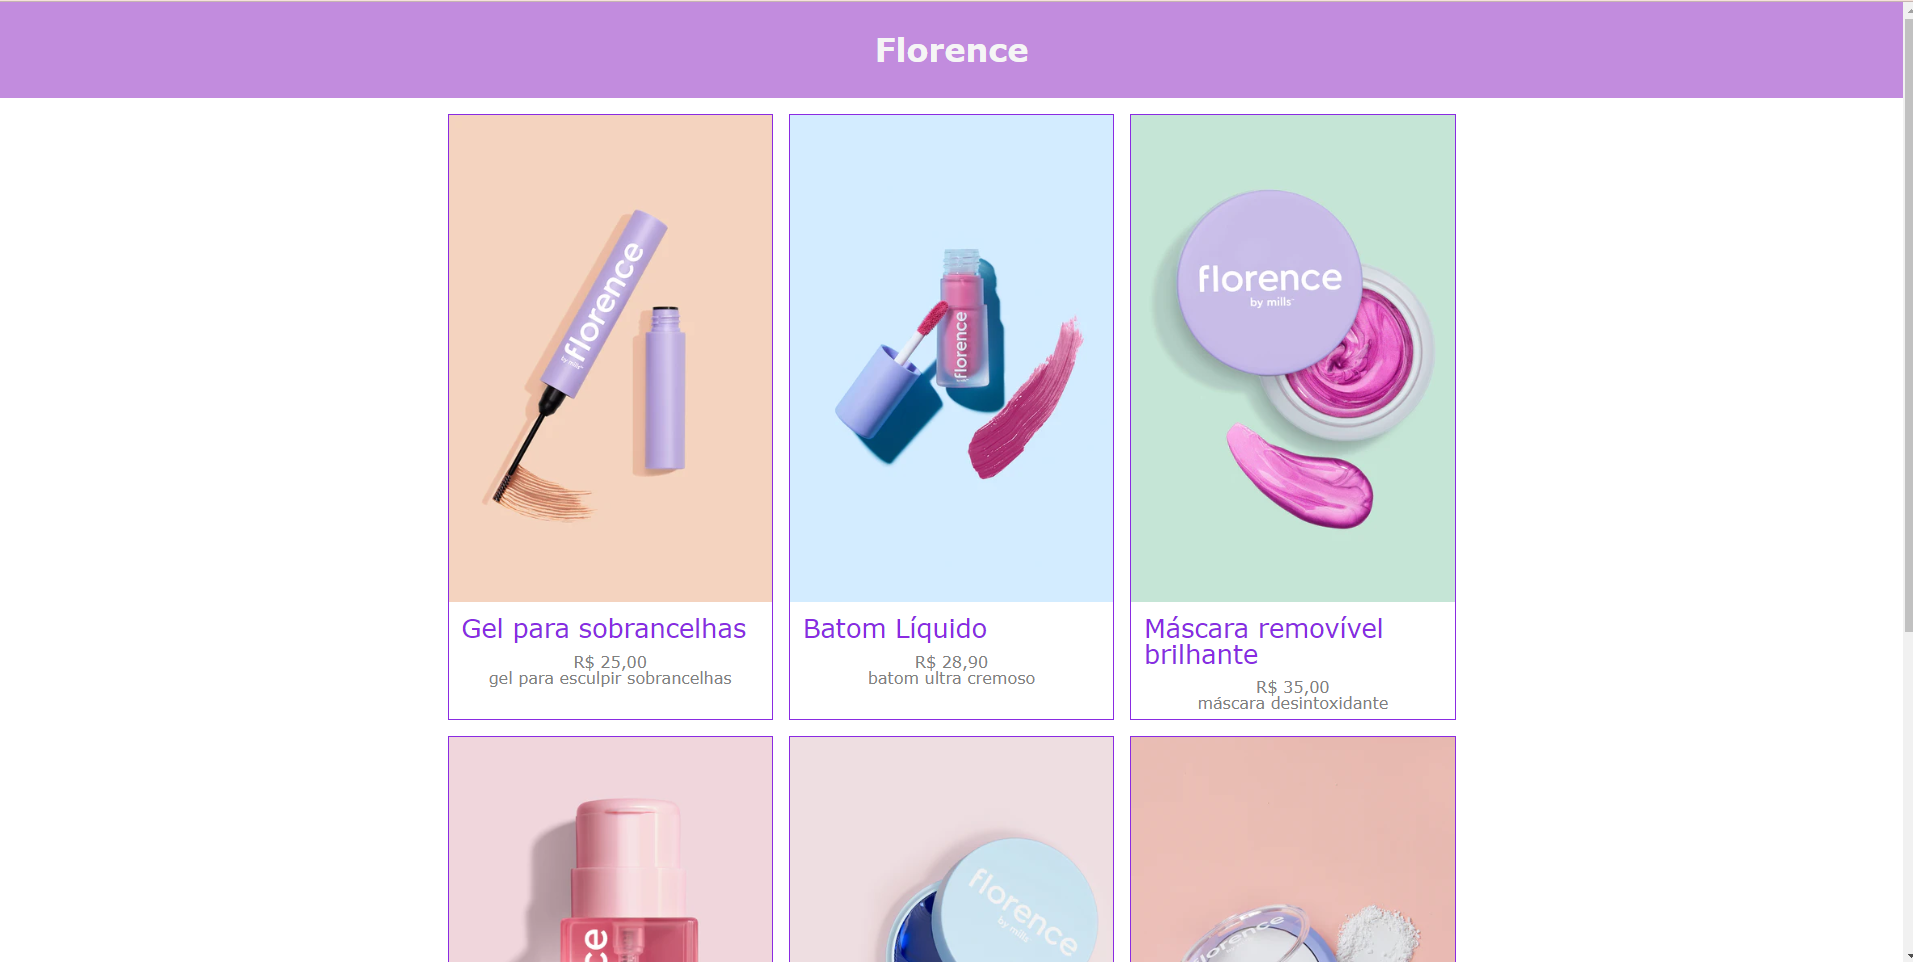 Florence
florence
by mills
florence
florence
by mills
Gel para sobrancelhas
R$ 25,00
gel para esculpir sobrancelhas
Batom Líquido
R$ 28,90
batom ultra cremoso
Máscara removível
brilhante
R$ 35,00
máscara desintoxidante
ce
florence
by mills
florence